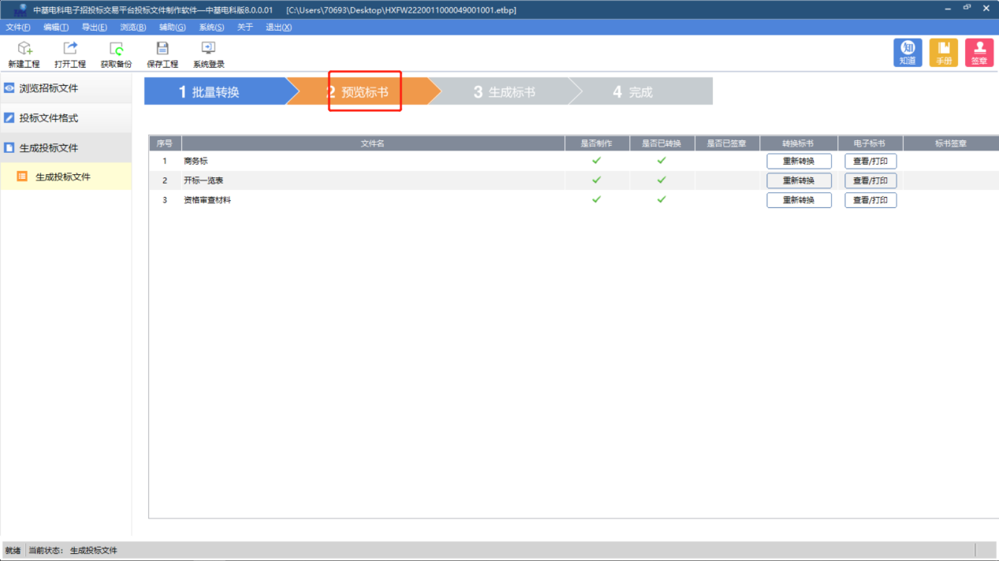 中基电科电子招投标交易平台投标文件制作软件—中基电科版8.0.0.01 [C:\Users\70693\Desktop\HXFW2220011000049001001.etbp]
文件(F) 编辑(T) 导出(E) 浏览(B) 辅助(G) 系统(S) 关于 退出(X)
新建工程 打开工程 获取备份 保存工程 系统登录 知道 手册 签章
浏览招标文件
投标文件格式
生成投标文件
生成投标文件
1 批量转换 2 预览标书 3 生成标书 4 完成
序号 文件名 是否制作 是否已转换 是否已签章 转换标书 电子标书 标书签章
1 商务标 重新转换 查看/打印
2 开标一览表 重新转换 查看/打印
3 资格审查材料 重新转换 查看/打印
就绪 当前状态: 生成投标文件